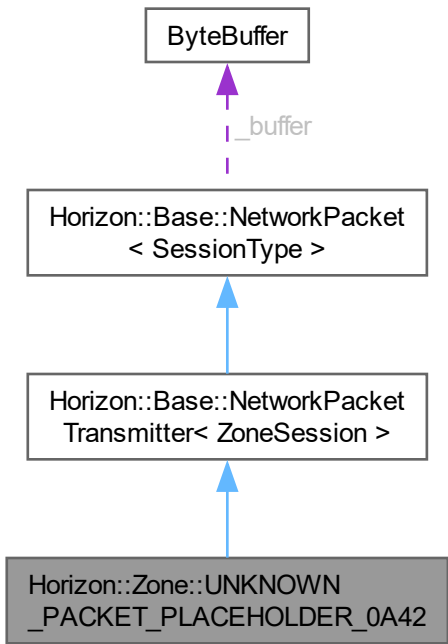 ByteBuffer
_buffer
Horizon::Base::NetworkPacket
< SessionType >
Horizon::Base::NetworkPacket
Transmitter< ZoneSession >
Horizon::Zone::UNKNOWN
_PACKET_PLACEHOLDER_0A42